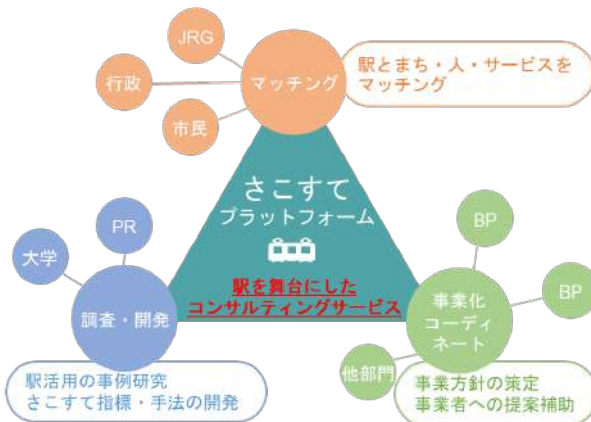 JRG
行政
市民
マッチング
駅とまち・人・サービスを
マッチング
さこすて
プラットフォーム
駅を舞台にした
コンサルティングサービス
PR
大学
調査・開発
駅活用の事例研究
さこすて指標・手法の開発
BP
BP
事業化
コーディ
ネート
他部門
事業方針の策定
事業者への提案補助